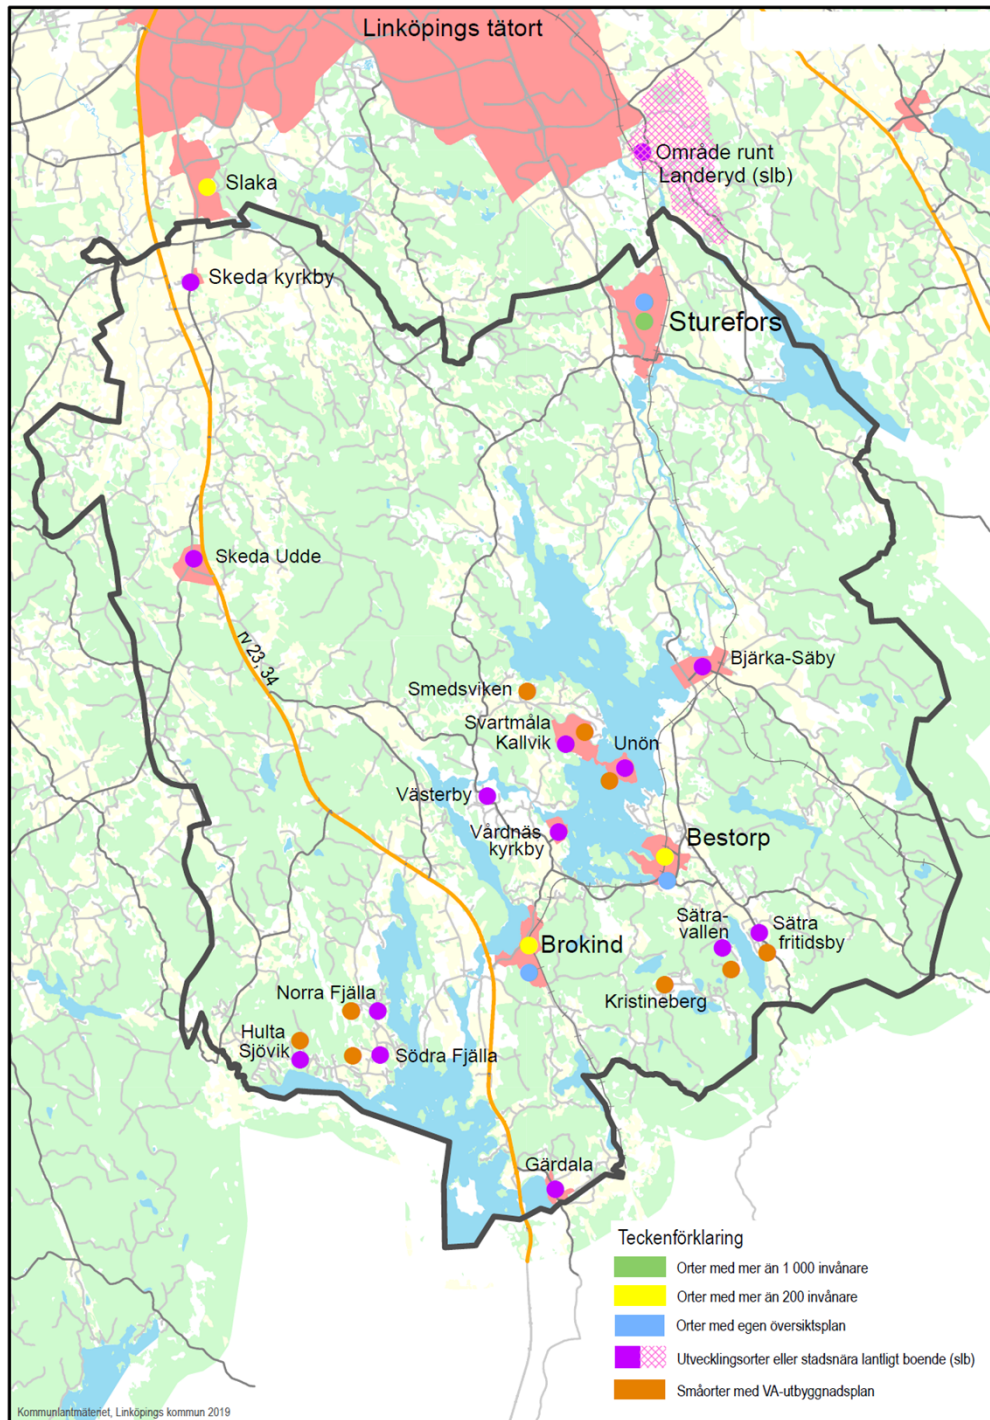 Linköpings tätort
Område runt
Landeryd (slb)
Slaka
Skeda kyrkby
Sturefors
Skeda Udde
rv 23, 34
Bjärka-Säby
Smedsviken
Svartmåla
Kallvik
Unön
Västerby
Vårdnäs
kyrkby
Bestorp
Sätra-
vallen
Sätra
fritidsby
Brokind
Kristineberg
Norra Fjälla
Hulta
Sjövik
Södra Fjälla
Gärdala
Teckenförklaring
Orter med mer än 1 000 invånare
Orter med mer än 200 invånare
Orter med egen översiktsplan
Utvecklingsorter eller stadsnära lantligt boende (slb)
Småorter med VA-utbyggnadsplan
Kommunlantmäteriet, Linköpings kommun 2019